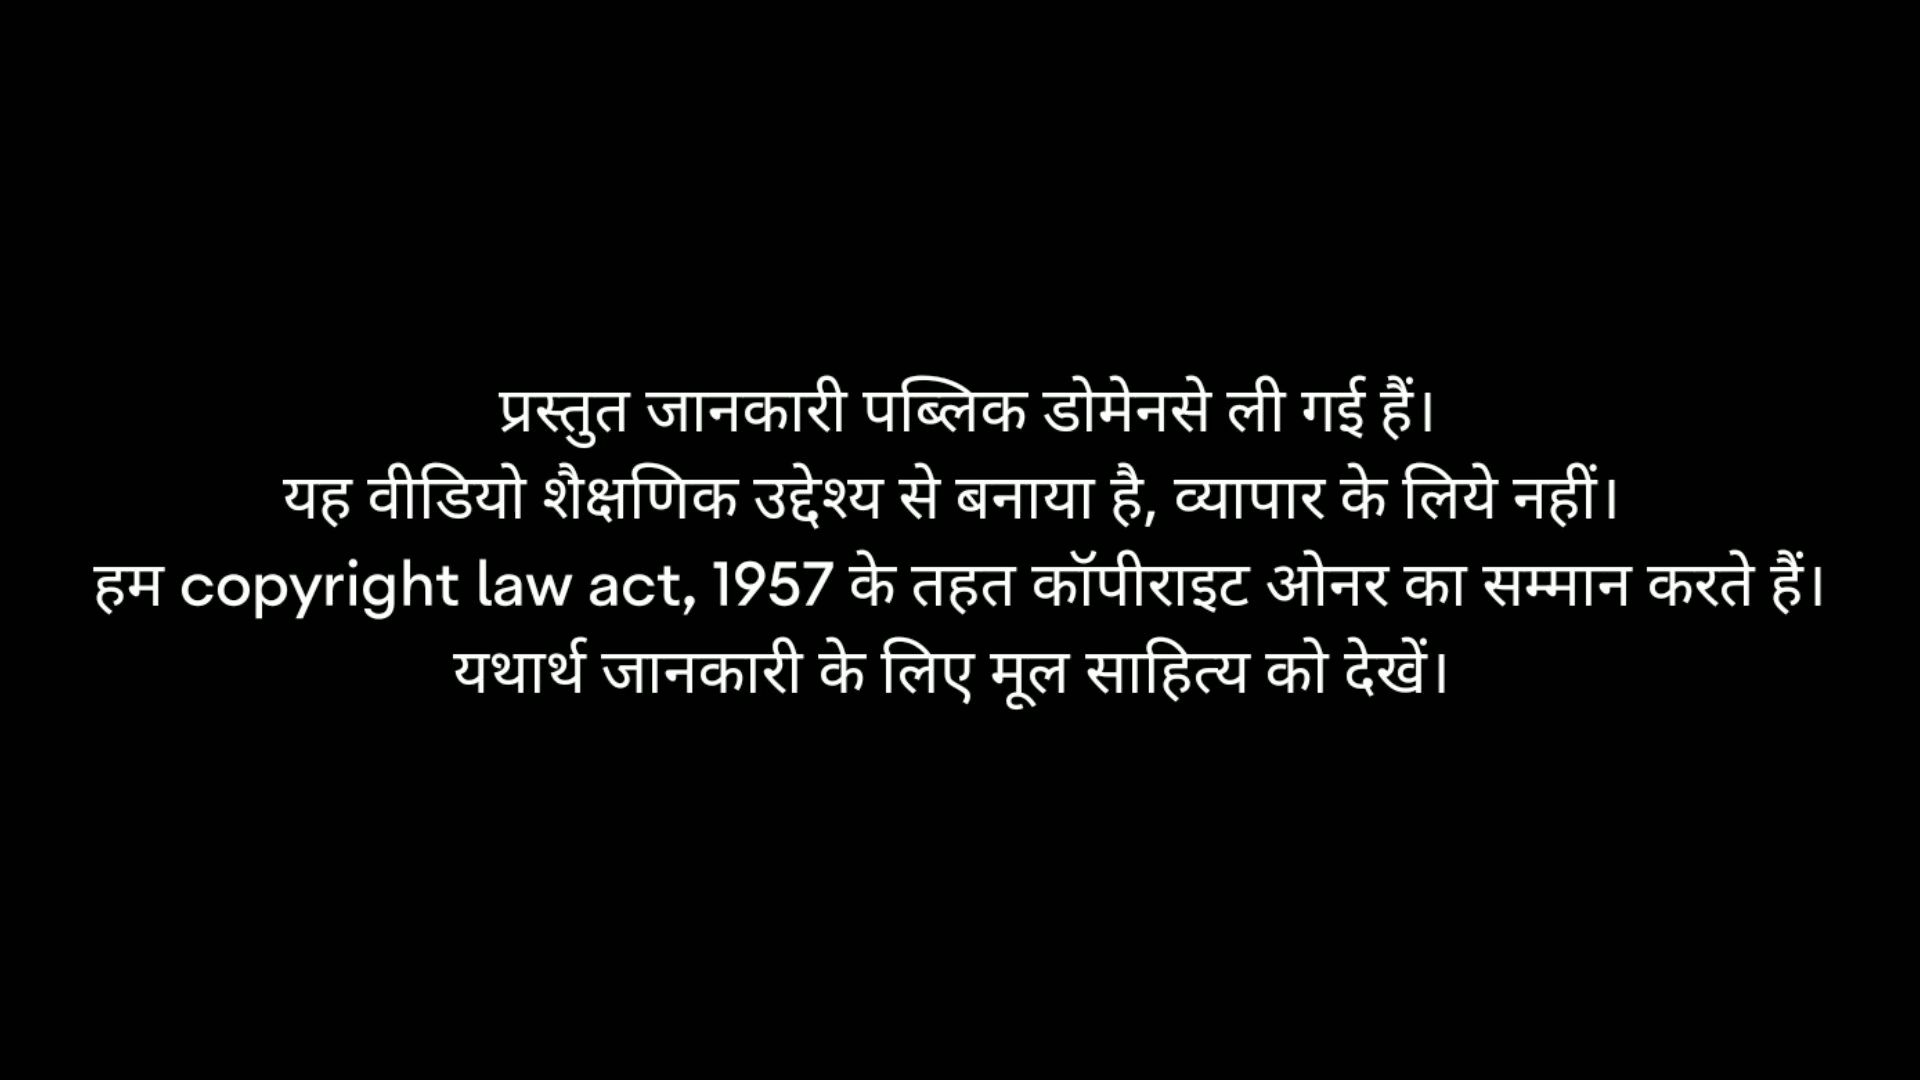 प्रस्तुत जानकारी पब्लिक डोमेनसे ली गई हैं।
यह वीडियो शैक्षणिक उद्देश्य से बनाया है, व्यापार के लिये नहीं।
हम copyright law act, 1957 के तहत कॉपीराइट ओनर का सम्मान करते हैं।
यथार्थ जानकारी के लिए मूल साहित्य को देखें।